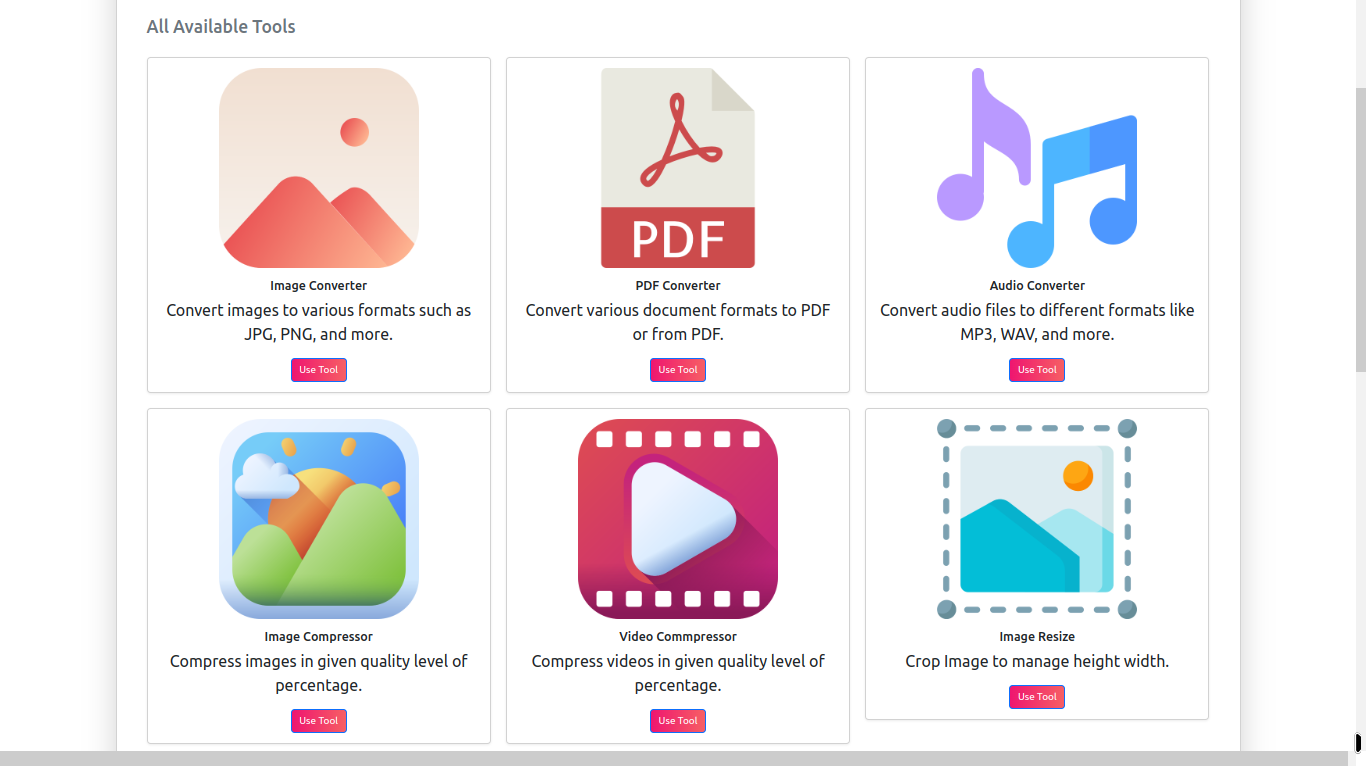 All Available Tools
PDF
Image Converter
Convert images to various formats such as
JPG, PNG, and more.
Use Tool
PDF Converter
Convert various document formats to PDF
or from PDF.
Use Tool
Audio Converter
Convert audio files to different formats like
MP3, WAV, and more.
Use Tool
Image Compressor
Compress images in given quality level of
percentage.
Use Tool
Video Commpressor
Compress videos in given quality level of
percentage.
Use Tool
Image Resize
Crop Image to manage height width.
Use Tool